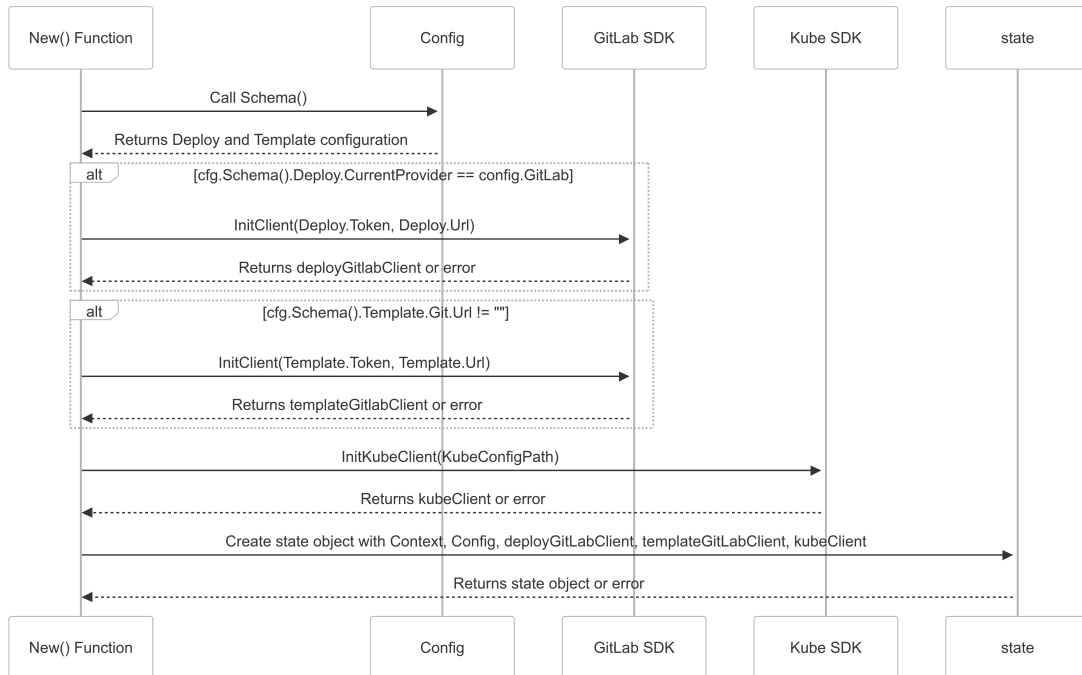 New() Function
Config
GitLab SDK
Kube SDK
state
Call Schema()
Returns Deploy and Template configuration
alt
[cfg.Schema().Deploy.CurrentProvider == config.GitLab]
InitClient(Deploy.Token, Deploy.Url)
Returns deployGitlabClient or error
alt
[cfg.Schema().Template.Git.Url != ""]
InitClient(Template.Token, Template.Url)
Returns templateGitlabClient or error
InitKubeClient(KubeConfigPath)
Returns kubeClient or error
Create state object with Context, Config, deployGitLabClient, templateGitLabClient, kubeClient
Returns state object or error
New() Function
Config
GitLab SDK
Kube SDK
state